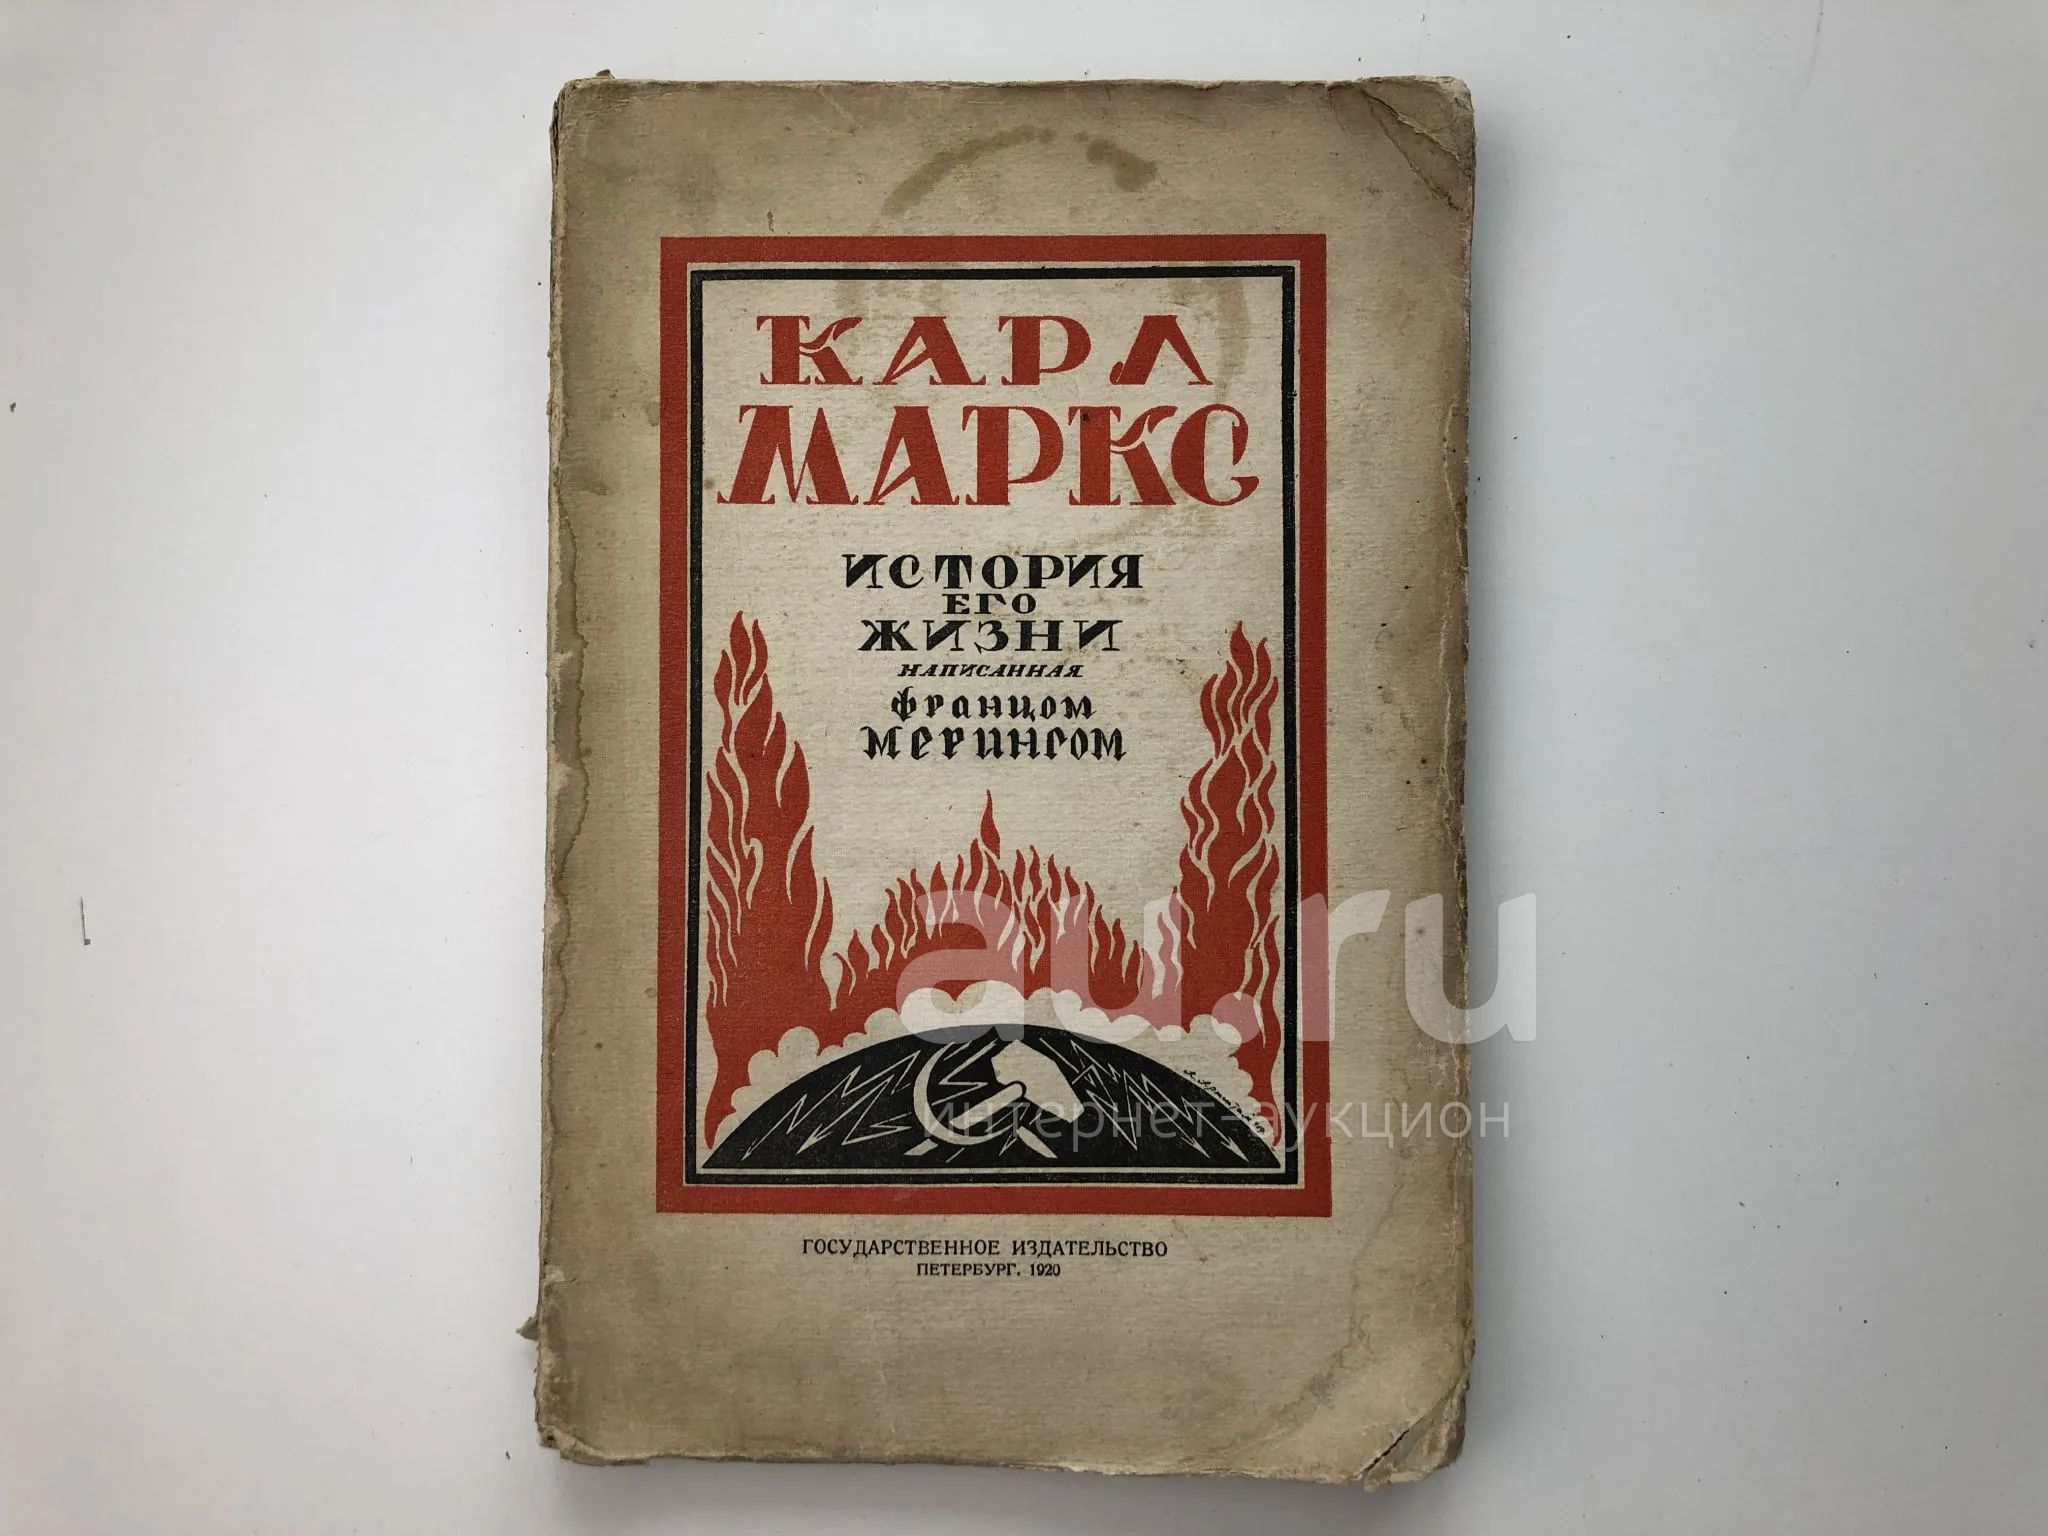 КАРЛ
МАРКС
ИСТОРИЯ
ЕГО
ЖИЗНИ
НАПИСАННАЯ
Францом
Мерингом
au.ru
интернет-аукцион
ГОСУДАРСТВЕННОЕ ИЗДАТЕЛЬСТВО
ПЕТЕРБУРГ. 1920